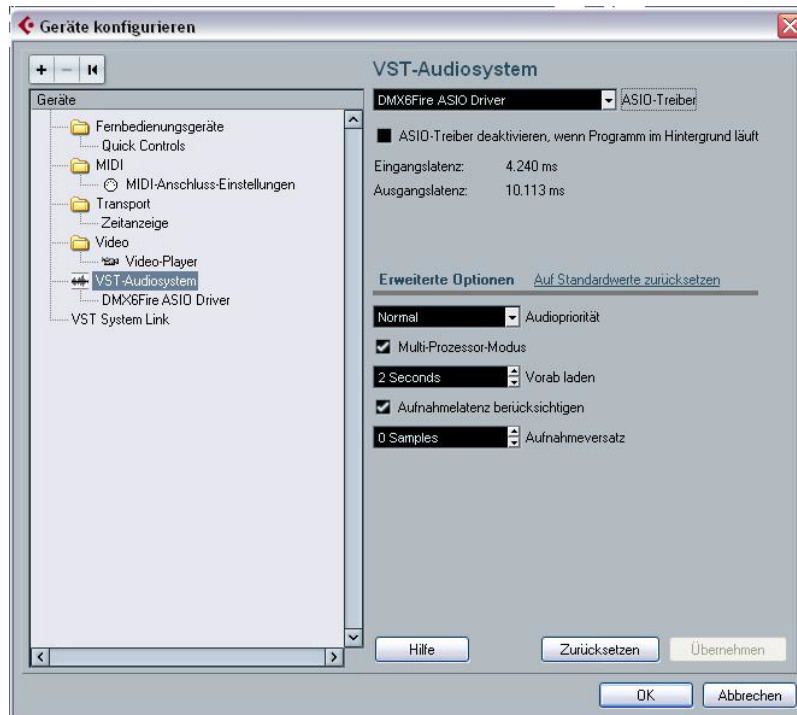 Geräte konfigurieren
Geräte
Fernbedienungsgeräte
Quick Controls
MIDI
MIDI-Anschluss-Einstellungen
Transport
Zeitanzeige
Video
Video-Player
VST-Audiosystem
DMX6Fire ASIO Driver
VST System Link
VST-Audiosystem
DMX6Fire ASIO Driver ASIO-Treiber
ASIO-Treiber deaktivieren, wenn Programm im Hintergrund läuft
Eingangslatenz: 4.240 ms
Ausgangslatenz: 10.113 ms
Erweiterte Optionen Auf Standardwerte zurücksetzen
Normal Audiopriorität
Multi-Prozessor-Modus
2 Seconds Vorab laden
Aufnahmelatenz berücksichtigen
0 Samples Aufnahmeversatz
Hilfe Zurücksetzen Übernehmen
OK Abbrechen